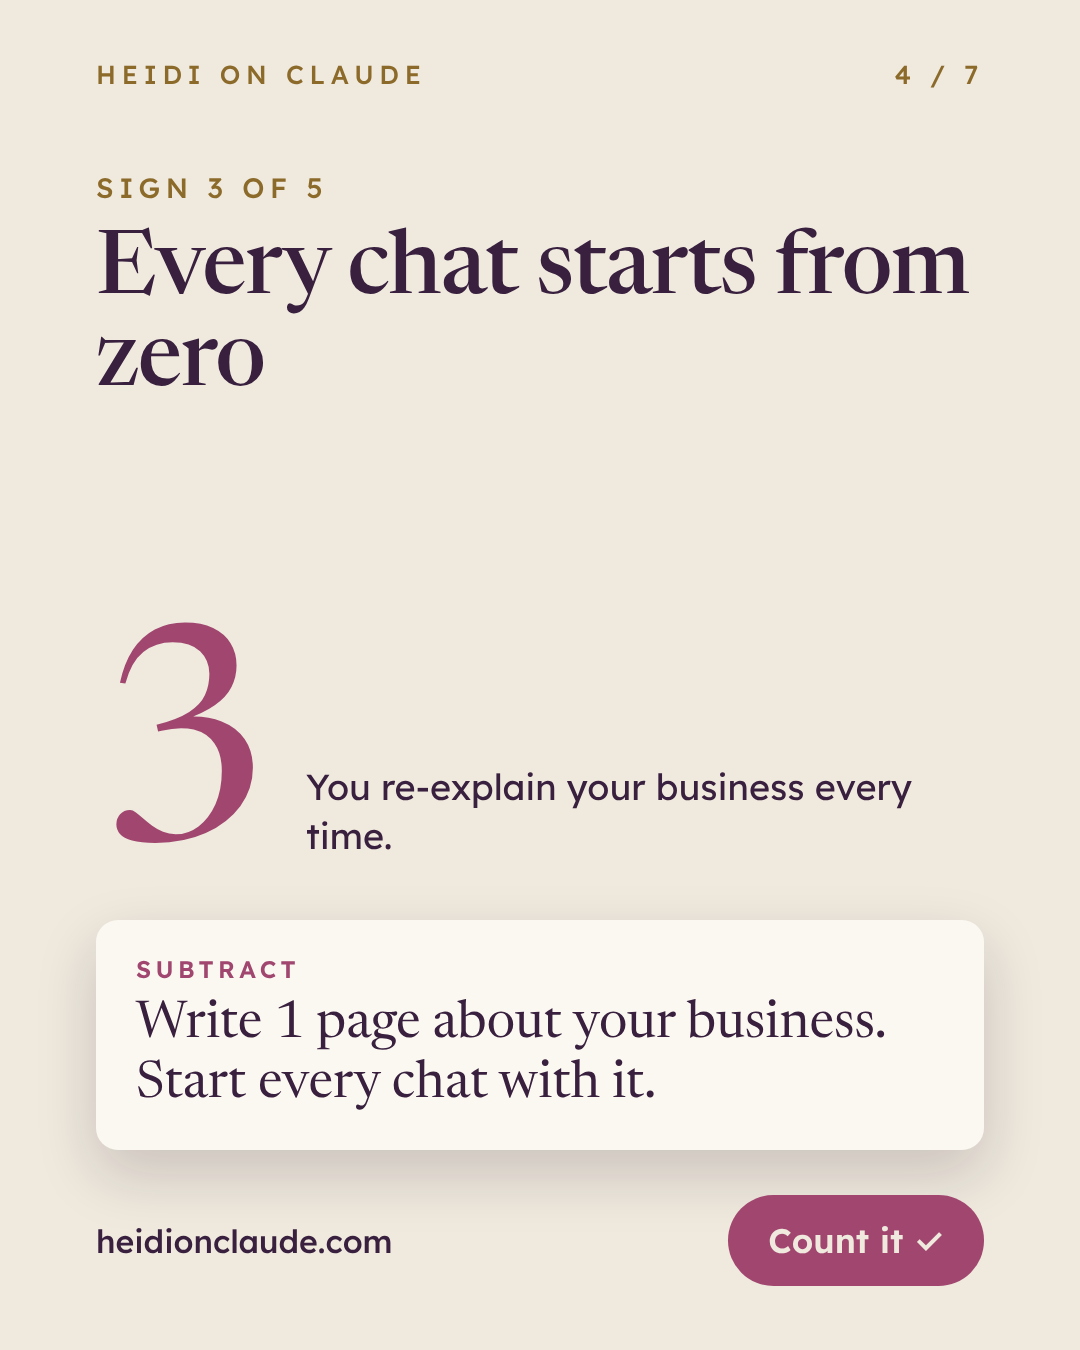 HEIDI ON CLAUDE
4 / 7
SIGN 3 OF 5
Every chat starts from
zero
3
You re-explain your business every
time.
SUBTRACT
Write 1 page about your business.
Start every chat with it.
heidionclaude.com
Count it ✓